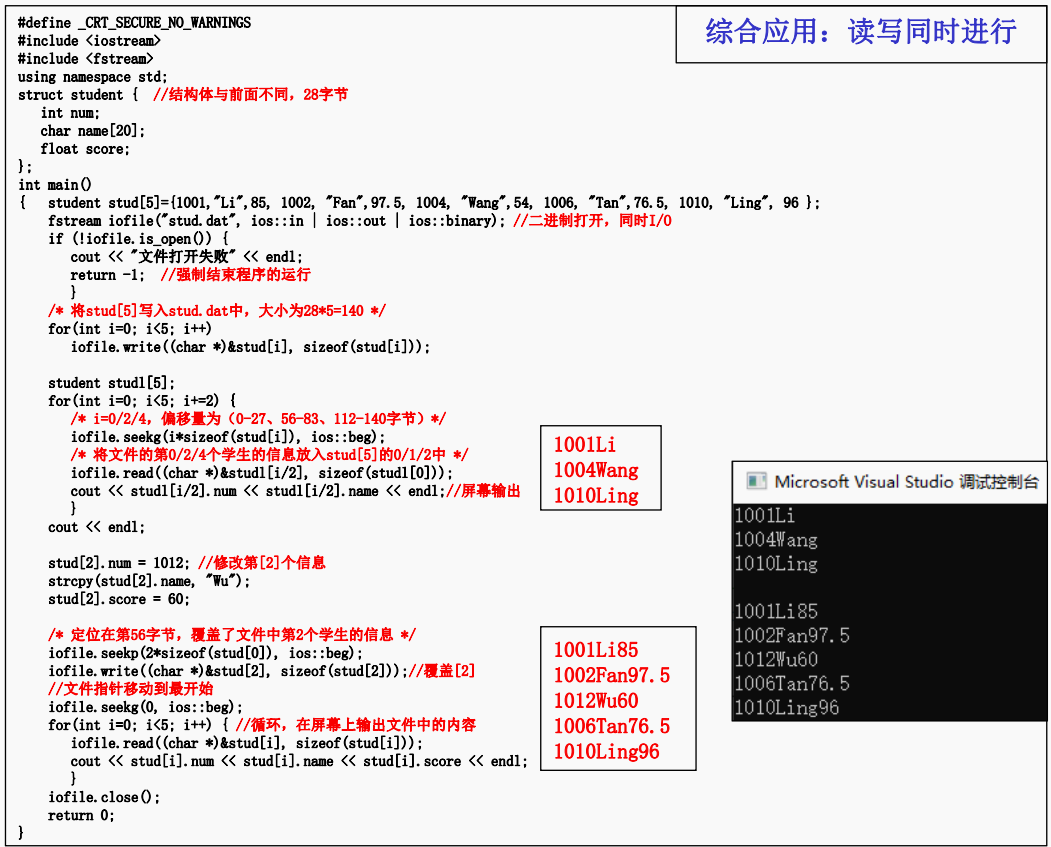 综合应用：读写同时进行
#define _CRT_SECURE_NO_WARNINGS
#include <iostream>
#include <fstream>
using namespace std;
struct student {  //结构体与前面不同，28字节
   int num;
   char name[20];
   float score;
};
int main()
{   student stud[5]={1001,"Li",85, 1002, "Fan",97.5, 1004, "Wang",54, 1006, "Tan",76.5, 1010, "Ling", 96 };
    fstream iofile("stud.dat", ios::in | ios::out | ios::binary); //二进制打开，同时I/O
    if (!iofile.is_open()) {
       cout << "文件打开失败" << endl;
       return -1;  //强制结束程序的运行
       }
    /* 将stud[5]写入stud.dat中，大小为28*5=140 */
    for(int i=0; i<5; i++)
       iofile.write((char *)&stud[i], sizeof(stud[i]));
    student stud1[5];
    for(int i=0; i<5; i+=2) {
       /* i=0/2/4，偏移量为（0-27、56-83、112-140字节）*/
       iofile.seekg(i*sizeof(stud[i]), ios::beg);
       /* 将文件的第0/2/4个学生的信息放入stud[5]的0/1/2中 */
       iofile.read((char *)&stud1[i/2], sizeof(stud1[0]));
       cout << stud1[i/2].num << stud1[i/2].name << endl;//屏幕输出
       }
    cout << endl;
    stud[2].num = 1012; //修改第[2]个信息
    strcpy(stud[2].name, "Wu");
    stud[2].score = 60;
    /* 定位在第56字节，覆盖了文件中第2个学生的信息 */
    iofile.seekp(2*sizeof(stud[0]), ios::beg);
    iofile.write((char *)&stud[2], sizeof(stud[2]));//覆盖[2]
    //文件指针移动到最开始
    iofile.seekg(0, ios::beg);
    for(int i=0; i<5; i++) { //循环，在屏幕上输出文件中的内容
       iofile.read((char *)&stud[i], sizeof(stud[i]));
       cout << stud[i].num << stud[i].name << stud[i].score << endl;
       }
    iofile.close();
    return 0;
}
1001Li
1004Wang
1010Ling
1001Li85
1002Fan97.5
1012Wu60
1006Tan76.5
1010Ling96
Microsoft Visual Studio 调试控制台
1001Li
1004Wang
1010Ling
1001Li85
1002Fan97.5
1012Wu60
1006Tan76.5
1010Ling96